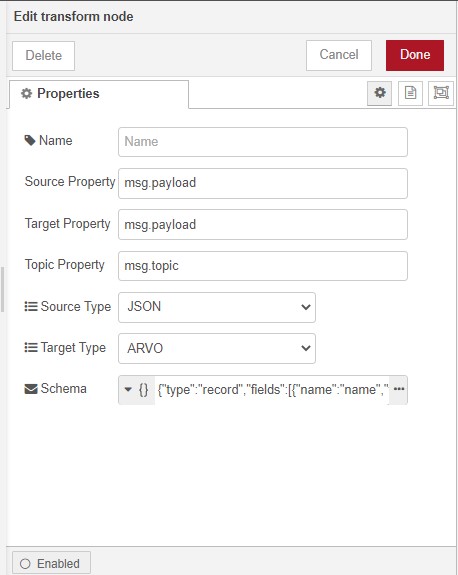 Edit transform node
Delete Cancel Done
Properties
Name Name
Source Property msg.payload
Target Property msg.payload
Topic Property msg.topic
Source Type JSON
Target Type ARVO
Schema {} {"type":"record","fields":[{"name":"name"," •••
Enabled